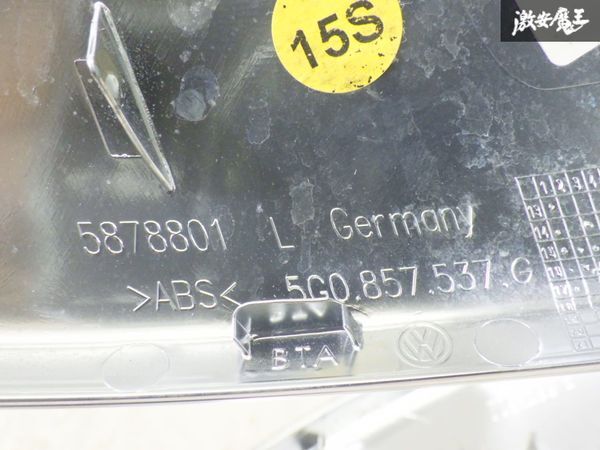 激安魔王
15S
5878801 L Germany
>ABS< 5G0.857.537.G
BTA